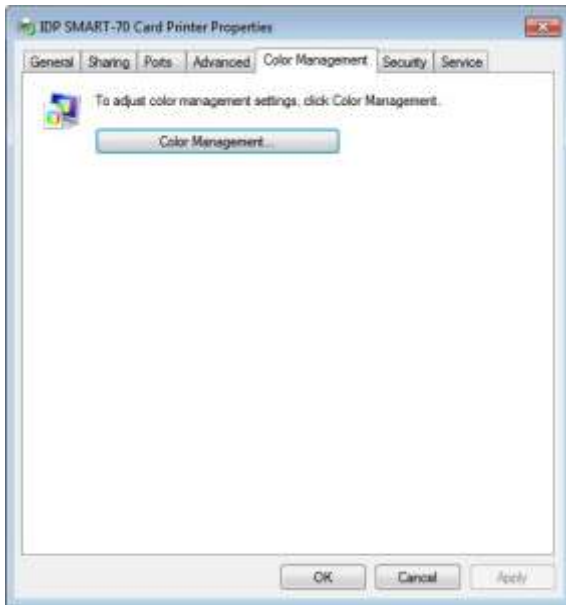 IDP SMART-70 Card Printer Properties
General Sharing Ports Advanced Color Management Security Service
To adjust color management settings, click Color Management.
Color Management...
OK Cancel Apply